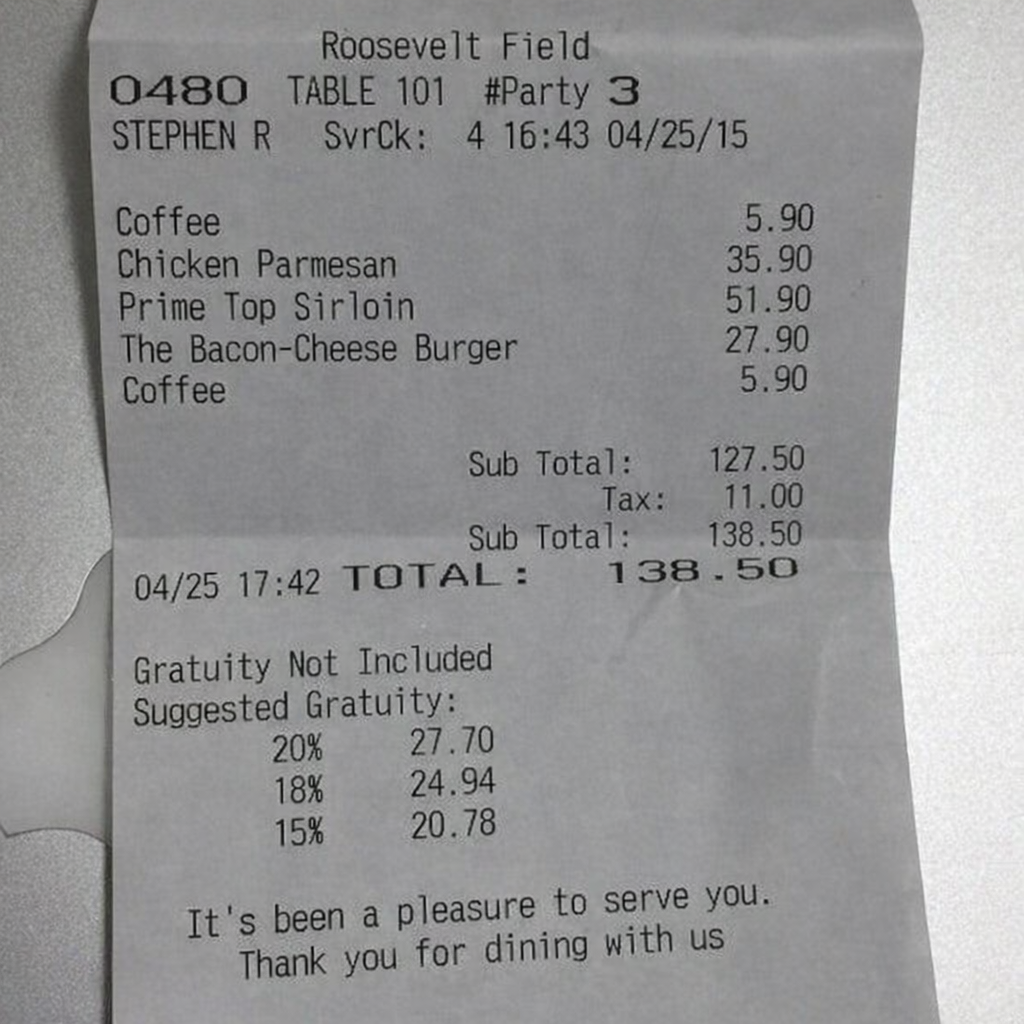 Roosevelt Field
0480 TABLE 101 #Party 3
STEPHEN R SvrCk: 4 16:43 04/25/15
Coffee 5.90
Chicken Parmesan 35.90
Prime Top Sirloin 51.90
The Bacon-Cheese Burger 27.90
Coffee 5.90
Sub Total: 127.50
Tax: 11.00
Sub Total: 138.50
04/25 17:42 TOTAL: 138.50
Gratuity Not Included
Suggested Gratuity:
20% 27.70
18% 24.94
15% 20.78
It's been a pleasure to serve you.
Thank you for dining with us